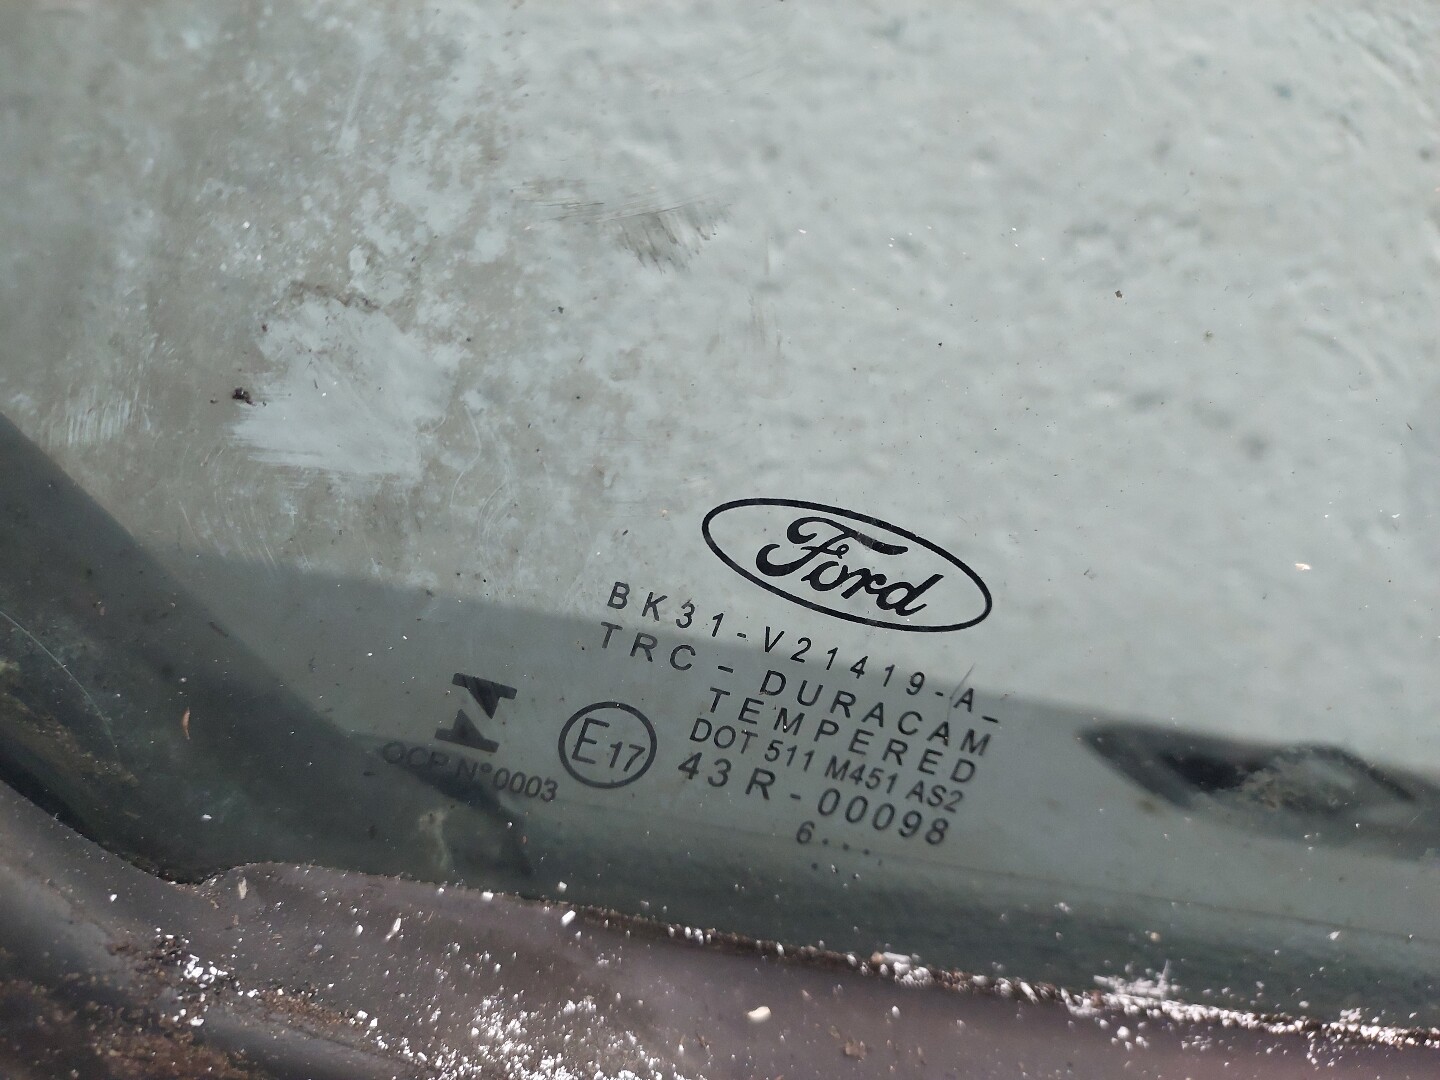 Ford
BK31-V21419-A-
TRC-DURACAM
TEMPERED
DOT 511 M451 AS2
43R-00098
6....
....
E17
OCP N°0003